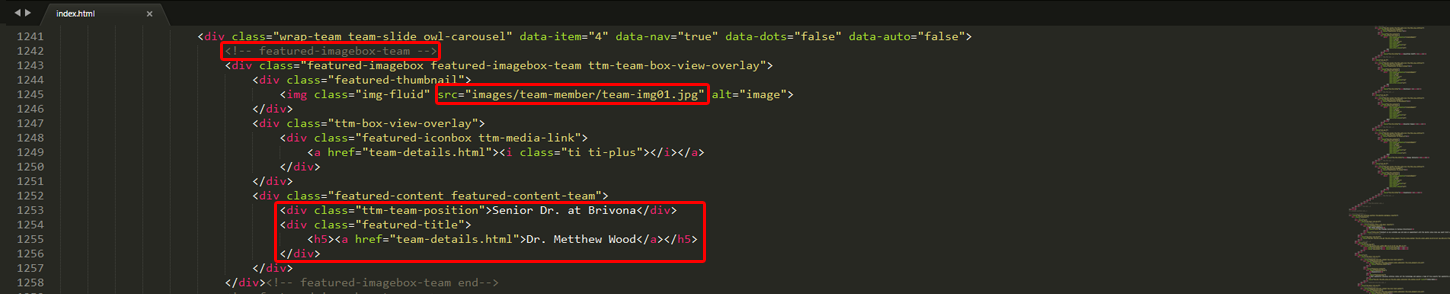 index.html
1241 <div class="wrap-team team-slide owl-carousel" data-item="4" data-nav="true" data-dots="false" data-auto="false">
1242 <!-- featured-imagebox-team -->
1243 <div class="featured-imagebox featured-imagebox-team ttm-team-box-view-overlay">
1244 <div class="featured-thumbnail">
1245 <img class="img-fluid" src="images/team-member/team-img01.jpg" alt="image">
1246 </div>
1247 <div class="ttm-box-view-overlay">
1248 <div class="featured-iconbox ttm-media-link">
1249 <a href="team-details.html"><i class="ti ti-plus"></i></a>
1250 </div>
1251 </div>
1252 <div class="featured-content featured-content-team">
1253 <div class="ttm-team-position">Senior Dr. at Brivona</div>
1254 <div class="featured-title">
1255 <h5><a href="team-details.html">Dr. Metthew Wood</a></h5>
1256 </div>
1257 </div>
1258 </div><!-- featured-imagebox-team end-->